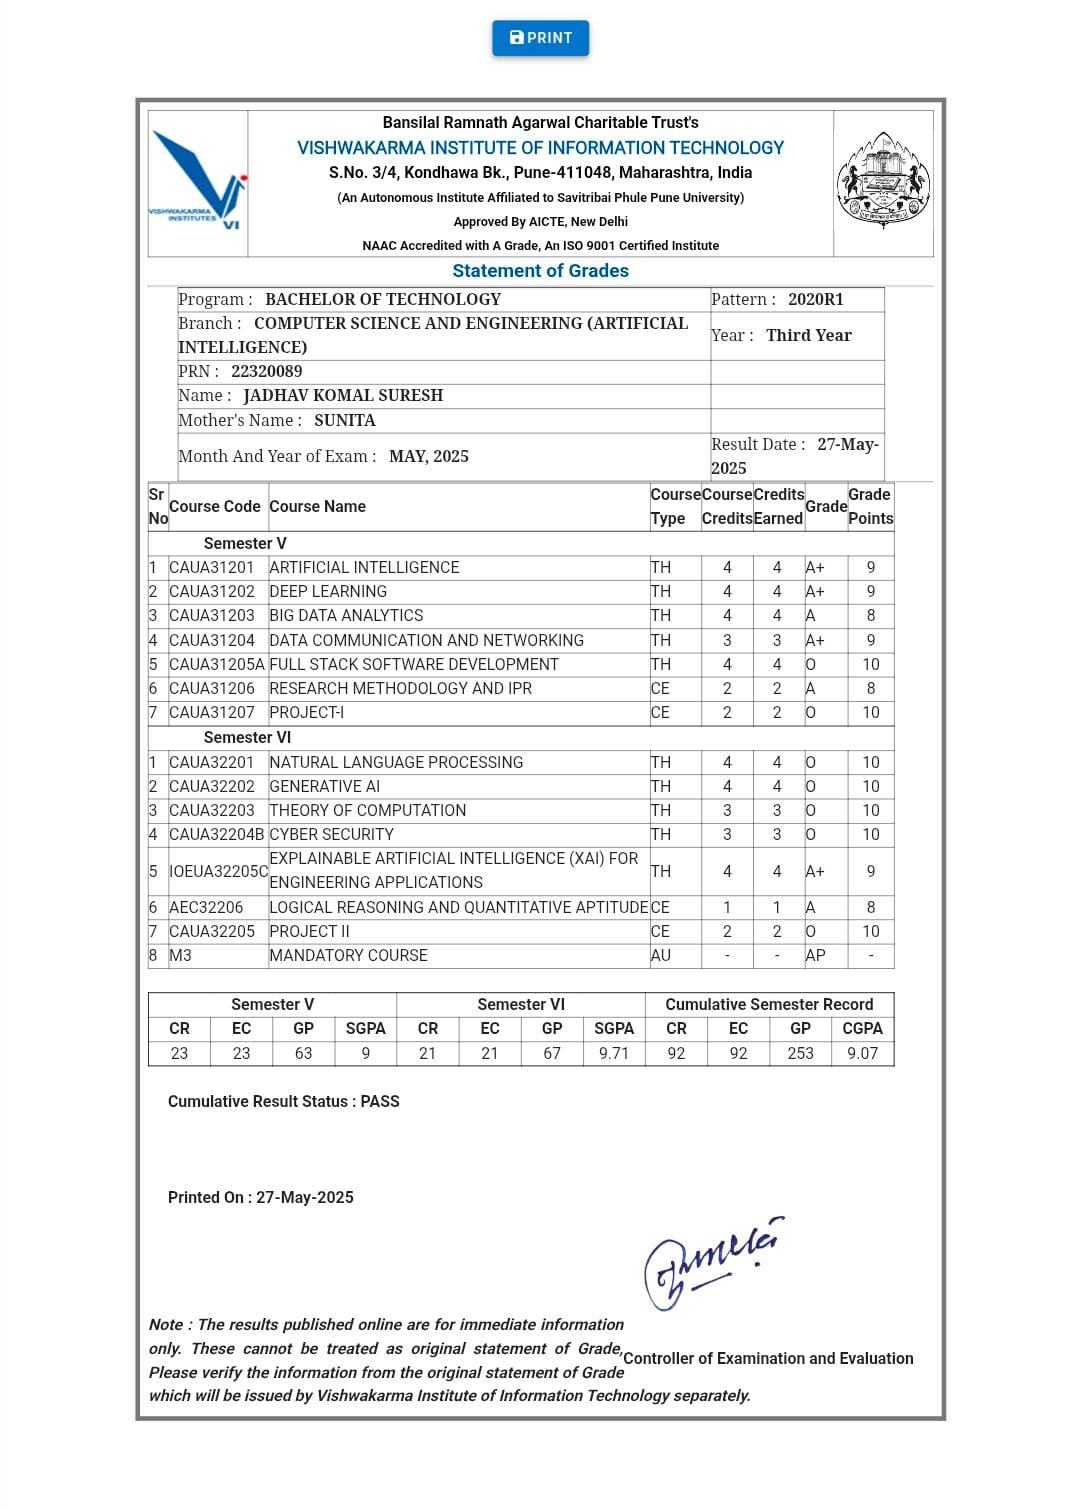 PRINT
Bansilal Ramnath Agarwal Charitable Trust's
VISHWAKARMA INSTITUTE OF INFORMATION TECHNOLOGY
S.No. 3/4, Kondhawa Bk., Pune-411048, Maharashtra, India
(An Autonomous Institute Affiliated to Savitribai Phule Pune University)
Approved By AICTE, New Delhi
NAAC Accredited with A Grade, An ISO 9001 Certified Institute
VISHWAKARMA
INSTITUTES
VI
Statement of Grades
Program : BACHELOR OF TECHNOLOGY Pattern : 2020R1
Branch : COMPUTER SCIENCE AND ENGINEERING (ARTIFICIAL
INTELLIGENCE) Year : Third Year
PRN : 22320089
Name : JADHAV KOMAL SURESH
Mother's Name : SUNITA
Month And Year of Exam : MAY, 2025 Result Date : 27-May-
2025
Sr No Course Code Course Name Course Type Course Credits Credits Earned Grade Grade Points
Semester V
1 CAUA31201 ARTIFICIAL INTELLIGENCE TH 4 4 A+ 9
2 CAUA31202 DEEP LEARNING TH 4 4 A+ 9
3 CAUA31203 BIG DATA ANALYTICS TH 4 4 A 8
4 CAUA31204 DATA COMMUNICATION AND NETWORKING TH 3 3 A+ 9
5 CAUA31205A FULL STACK SOFTWARE DEVELOPMENT TH 4 4 O 10
6 CAUA31206 RESEARCH METHODOLOGY AND IPR CE 2 2 A 8
7 CAUA31207 PROJECT-I CE 2 2 O 10
Semester VI
1 CAUA32201 NATURAL LANGUAGE PROCESSING TH 4 4 O 10
2 CAUA32202 GENERATIVE AI TH 4 4 O 10
3 CAUA32203 THEORY OF COMPUTATION TH 3 3 O 10
4 CAUA32204B CYBER SECURITY TH 3 3 O 10
5 IOEUA32205C EXPLAINABLE ARTIFICIAL INTELLIGENCE (XAI) FOR
ENGINEERING APPLICATIONS TH 4 4 A+ 9
6 AEC32206 LOGICAL REASONING AND QUANTITATIVE APTITUDE CE 1 1 A 8
7 CAUA32205 PROJECT II CE 2 2 O 10
8 M3 MANDATORY COURSE AU - - AP -
Semester V Semester VI Cumulative Semester Record
CR EC GP SGPA CR EC GP SGPA CR EC GP CGPA
23 23 63 9 21 21 67 9.71 92 92 253 9.07
Cumulative Result Status : PASS
Printed On : 27-May-2025
Note : The results published online are for immediate information
only. These cannot be treated as original statement of Grade,
Please verify the information from the original statement of Grade
which will be issued by Vishwakarma Institute of Information Technology separately.
Controller of Examination and Evaluation